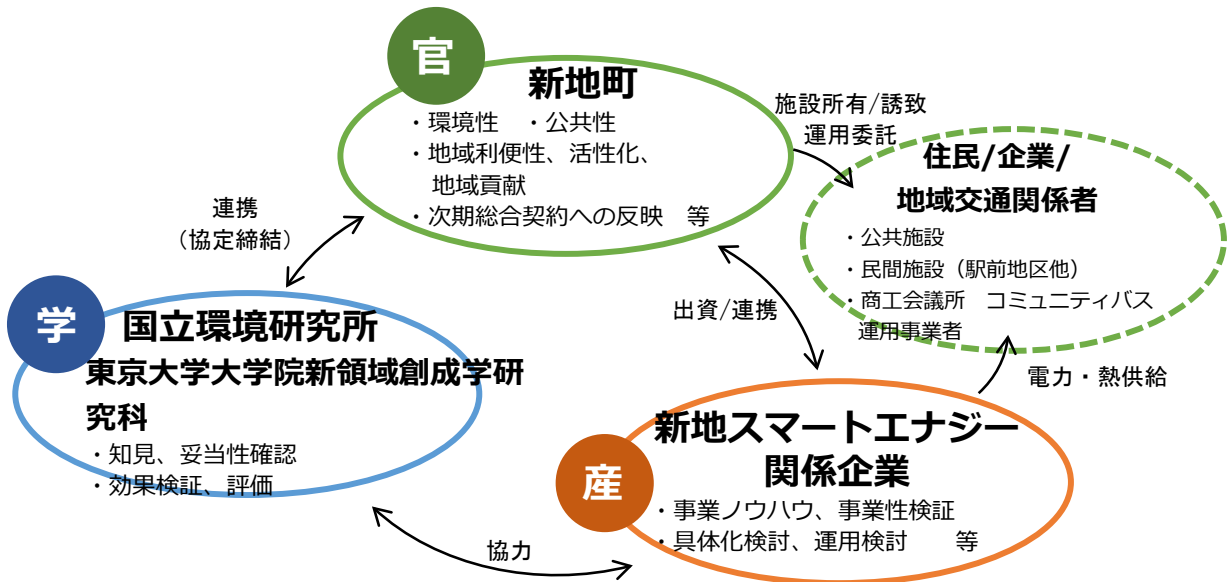 官
新地町
・環境性　・公共性
・地域利便性、活性化、
地域貢献
・次期総合契約への反映　等
施設所有/誘致
運用委託
住民/企業/
地域交通関係者
・公共施設
・民間施設（駅前地区他）
・商工会議所　コミュニティバス
運用事業者
連携
（協定締結）
出資/連携
電力・熱供給
学
国立環境研究所
東京大学大学院新領域創成学研
究科
・知見、妥当性確認
・効果検証、評価
産
新地スマートエナジー
関係企業
・事業ノウハウ、事業性検証
・具体化検討、運用検討　等
協力